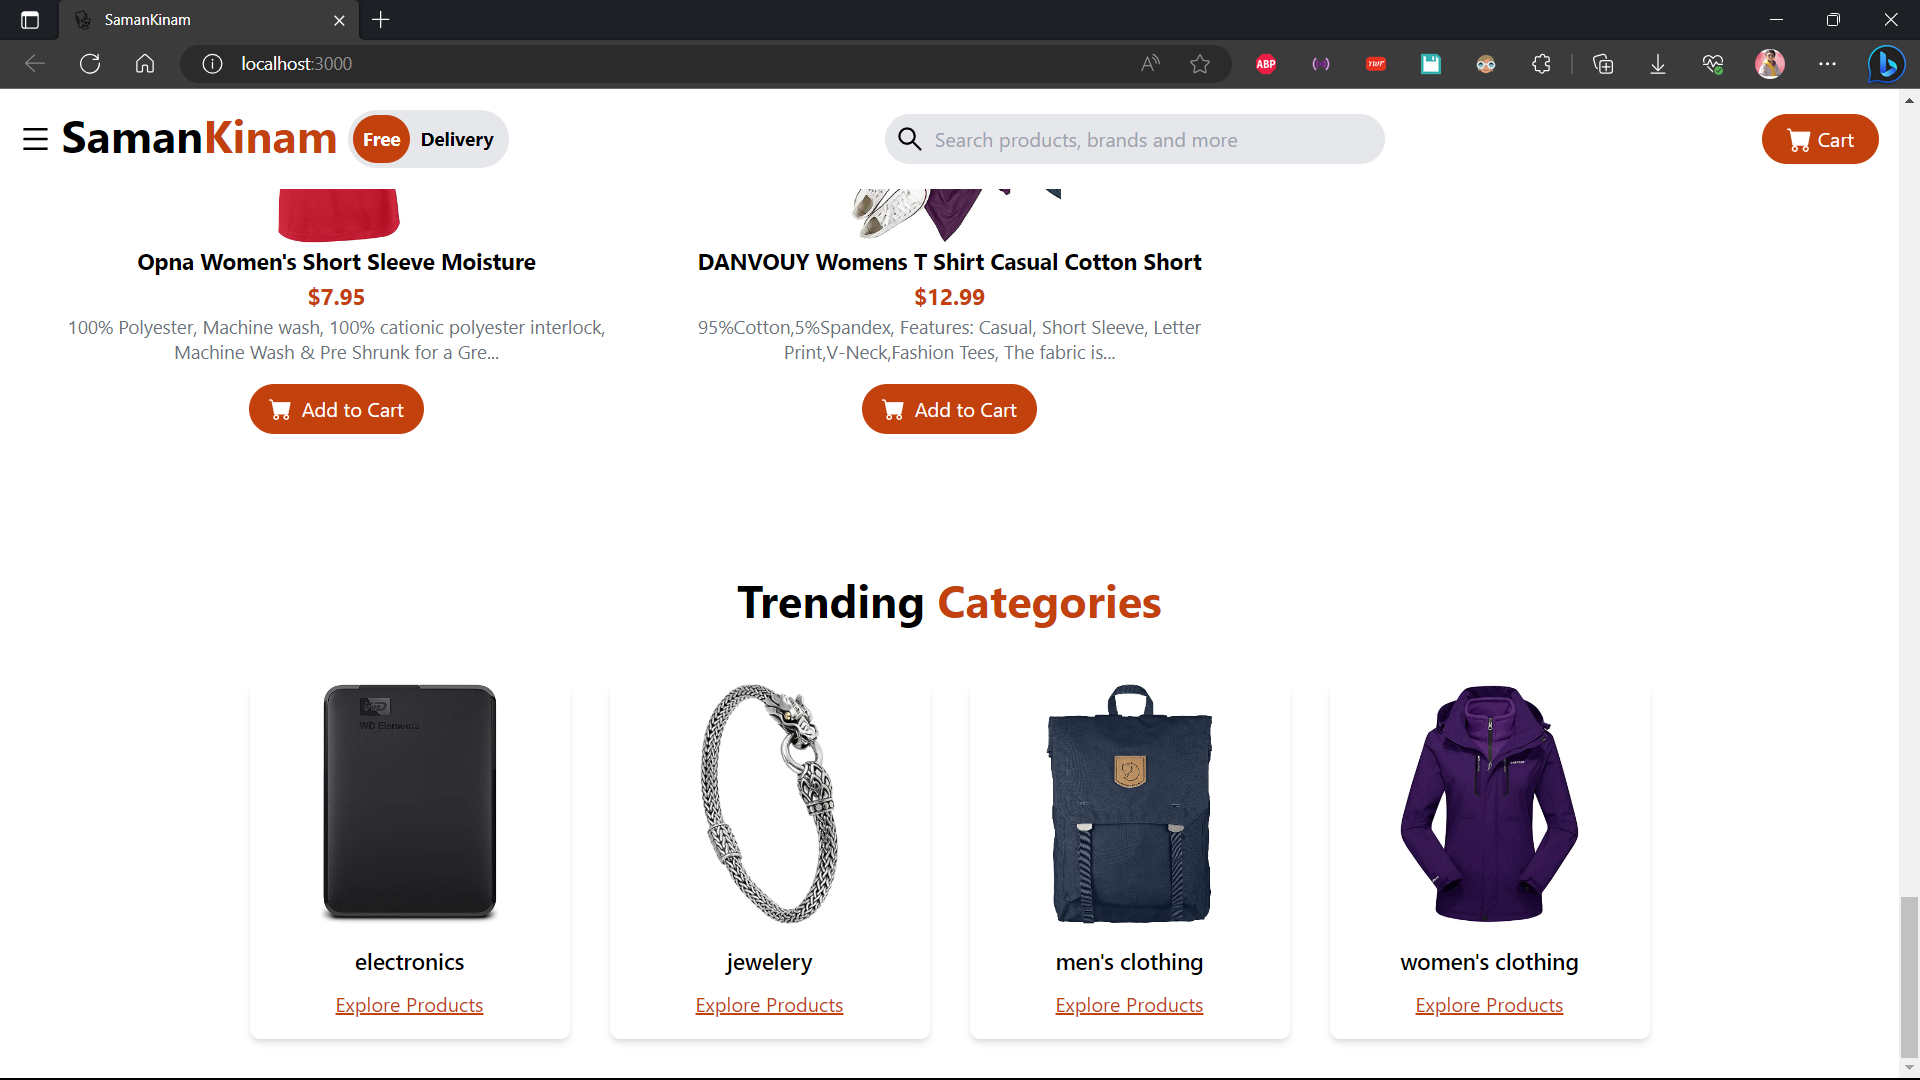 SamanKinam
localhost:3000
ABP
rwr
SamanKinam Free Delivery
Search products, brands and more
Cart
Opna Women's Short Sleeve Moisture
$7.95
100% Polyester, Machine wash, 100% cationic polyester interlock,
Machine Wash & Pre Shrunk for a Gre...
Add to Cart
DANVOUY Womens T Shirt Casual Cotton Short
$12.99
95%Cotton,5%Spandex, Features: Casual, Short Sleeve, Letter
Print,V-Neck,Fashion Tees, The fabric is...
Add to Cart
Trending Categories
WD
WD Elements
electronics
Explore Products
jewelery
Explore Products
men's clothing
Explore Products
women's clothing
Explore Products